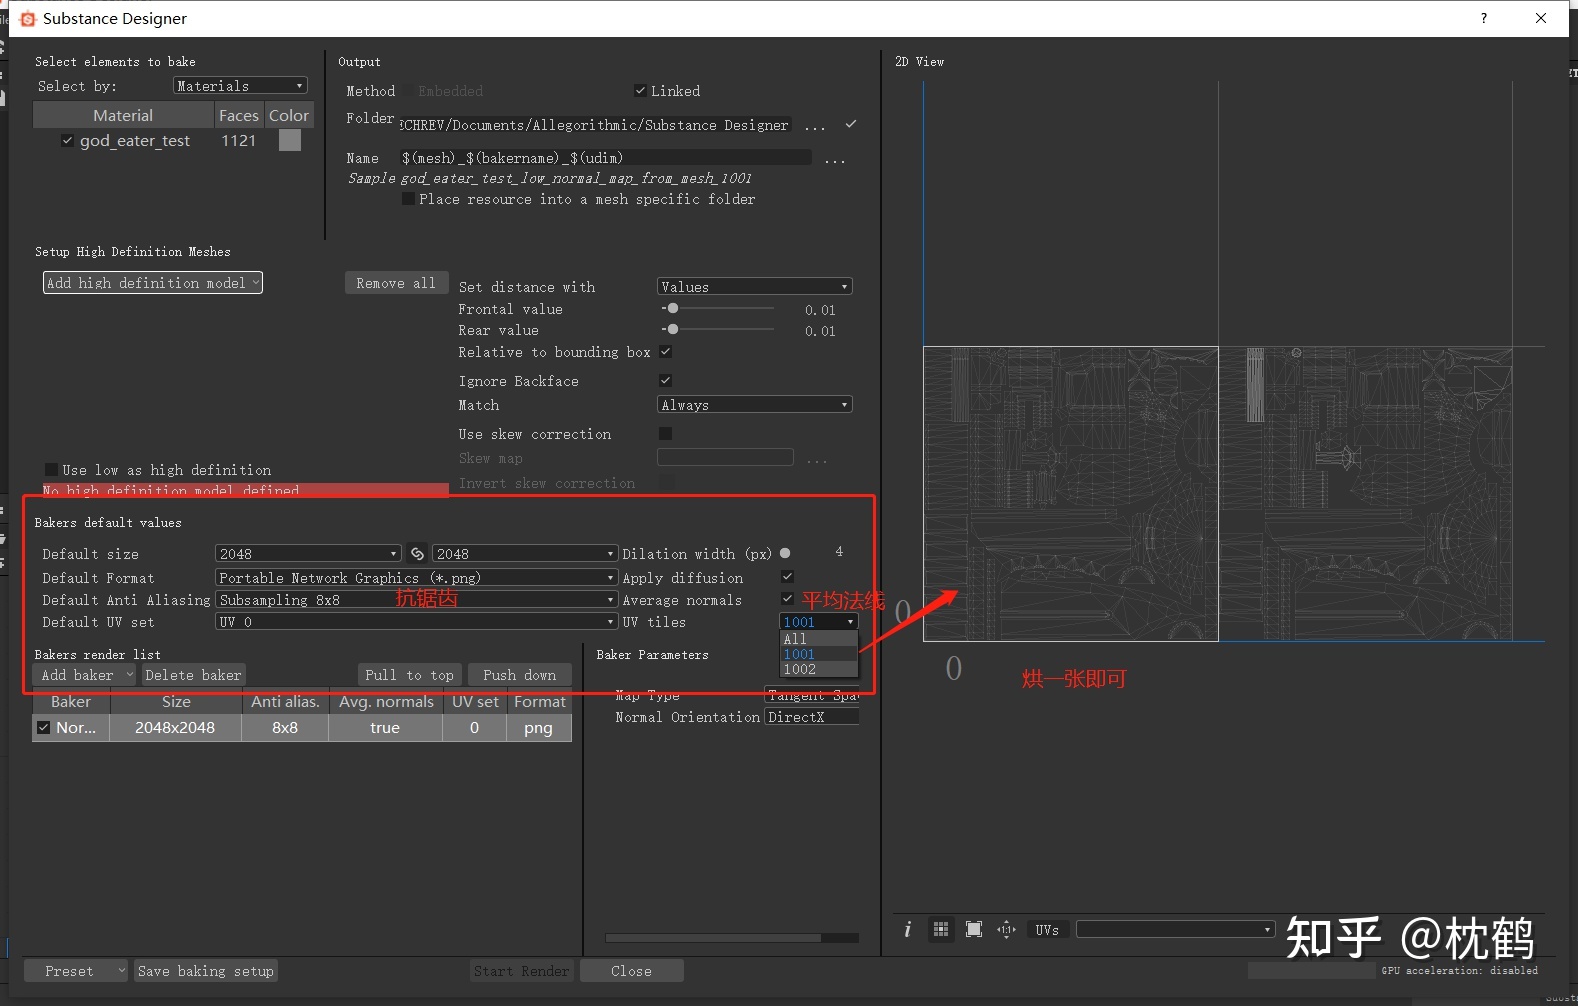 Substance Designer
?
Select elements to bake
Select by: Materials
Material Faces Color
god_eater_test 1121
Output
Method Embedded Linked
Folder CHREV/Documents/Allegorithmic/Substance Designer ...
Name $(mesh)_$(bakername)_$(udim) ...
Sample god_eater_test_low_normal_map_from_mesh_1001
Place resource into a mesh specific folder
2D View
Setup High Definition Meshes
Add high definition model
Remove all
Set distance with Values
Frontal value 0.01
Rear value 0.01
Relative to bounding box
Ignore Backface
Match Always
Use skew correction
Skew map ...
Invert skew correction
Use low as high definition
No high definition model defined
Bakers default values
Default size 2048 2048 Dilation width (px) 4
Default Format Portable Network Graphics (*.png) Apply diffusion
Default Anti Aliasing Subsampling 8x8 抗锯齿 Average normals 平均法线
Default UV set UV 0 UV tiles 1001
All
1001
1002
Bakers render list
Add baker Delete baker Pull to top Push down
Baker Size Anti alias. Avg. normals UV set Format
Nor... 2048x2048 8x8 true 0 png
Baker Parameters
Map Type Tangent Spa
Normal Orientation DirectX
0
0
烘一张即可
i UVs
知乎 @枕鹤
Preset Save baking setup Start Render Close
GPU acceleration: disabled